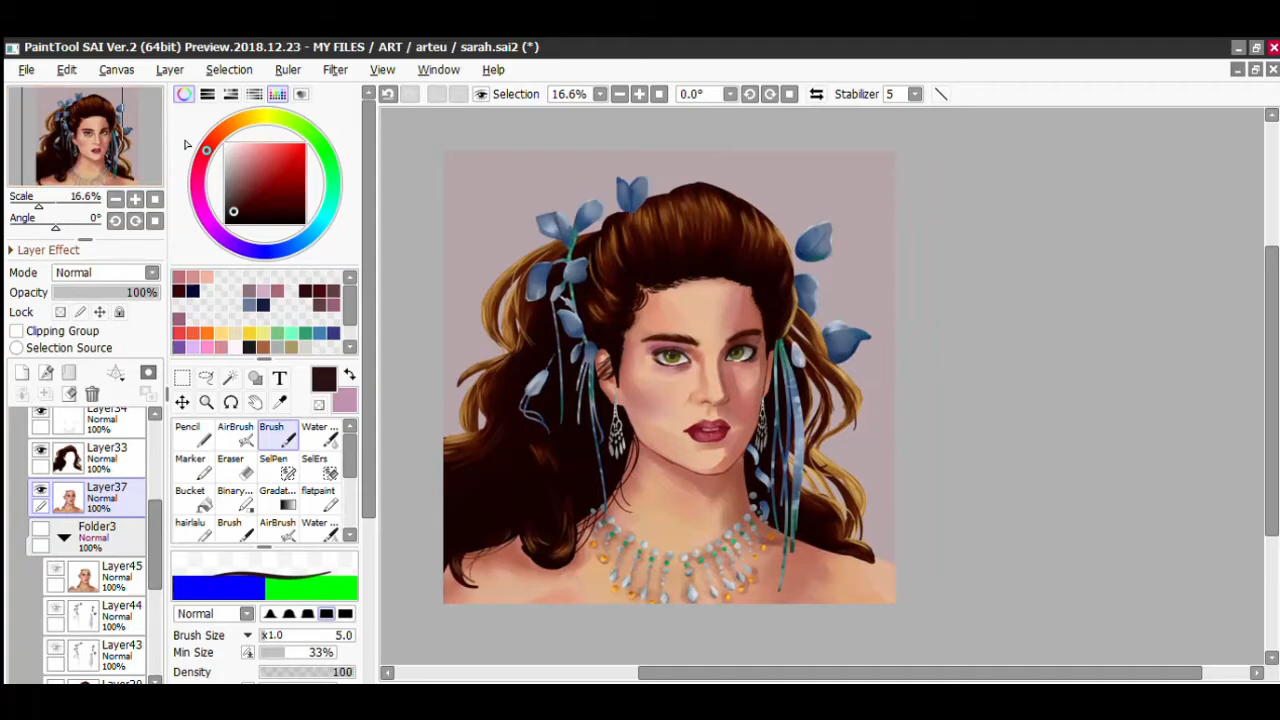 PaintTool SAI Ver.2 (64bit) Preview.2018.12.23 - MY FILES / ART / arteu / sarah.sai2 (*)
File Edit Canvas Layer Selection Ruler Filter View Window Help
Selection 16.6% 0.0° Stabilizer 5
Scale 16.6%
Angle 0°
Layer Effect
Mode Normal
Opacity 100%
Lock
Clipping Group
Selection Source
Layer34
Normal
100%
Layer33
Normal
100%
Layer37
Normal
100%
Folder3
Normal
100%
Layer45
Normal
100%
Layer44
Normal
100%
Layer43
Normal
100%
T
Pencil AirBrush Brush Water ...
Marker Eraser SelPen SelErs
Bucket Binary... Gradat... flatpaint
hairlalu Brush AirBrush Water ...
Normal
Brush Size x1.0 5.0
Min Size 33%
Density 100